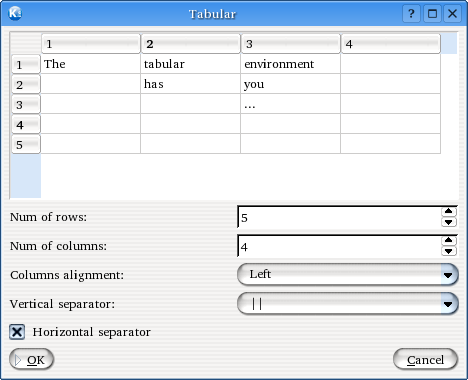 Tabular
1 2 3 4
1 The tabular environment
2 has you
3 ...
4
5
Num of rows: 5
Num of columns: 4
Columns alignment: Left
Vertical separator: ||
Horizontal separator
OK Cancel